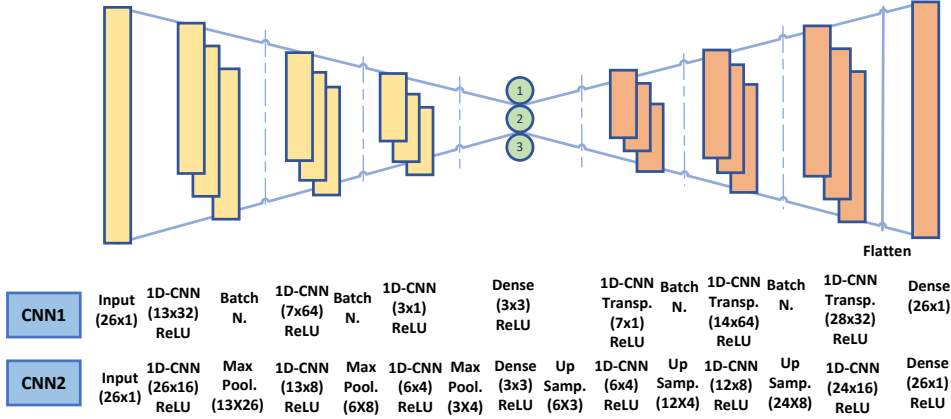 1
2
3
Flatten
CNN1
Input
(26x1)
1D-CNN
(13x32)
ReLU
Batch
N.
1D-CNN
(7x64)
ReLU
Batch
N.
1D-CNN
(3x1)
ReLU
Dense
(3x3)
ReLU
1D-CNN
Transp.
(7x1)
ReLU
Batch
N.
1D-CNN
Transp.
(14x64)
ReLU
Batch
N.
1D-CNN
Transp.
(28x32)
ReLU
Dense
(26x1)
CNN2
Input
(26x1)
1D-CNN
(26x16)
ReLU
Max
Pool.
(13X26)
1D-CNN
(13x8)
ReLU
Max
Pool.
(6X8)
1D-CNN
(6x4)
ReLU
Max
Pool.
(3X4)
Dense
(3x3)
ReLU
Up
Samp.
(6X3)
1D-CNN
(6x4)
ReLU
Up
Samp.
(12X4)
1D-CNN
(12x8)
ReLU
Up
Samp.
(24X8)
1D-CNN
(24x16)
ReLU
Dense
(26x1)
ReLU